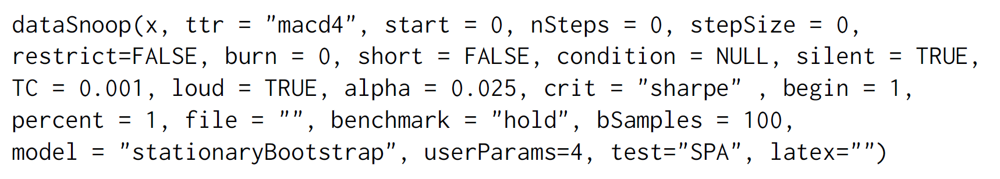 dataSnoop(x, ttr = "macd4", start = 0, nSteps = 0, stepSize = 0,
restrict=FALSE, burn = 0, short = FALSE, condition = NULL, silent = TRUE,
TC = 0.001, loud = TRUE, alpha = 0.025, crit = "sharpe" , begin = 1,
percent = 1, file = "", benchmark = "hold", bSamples = 100,
model = "stationaryBootstrap", userParams=4, test="SPA", latex="")